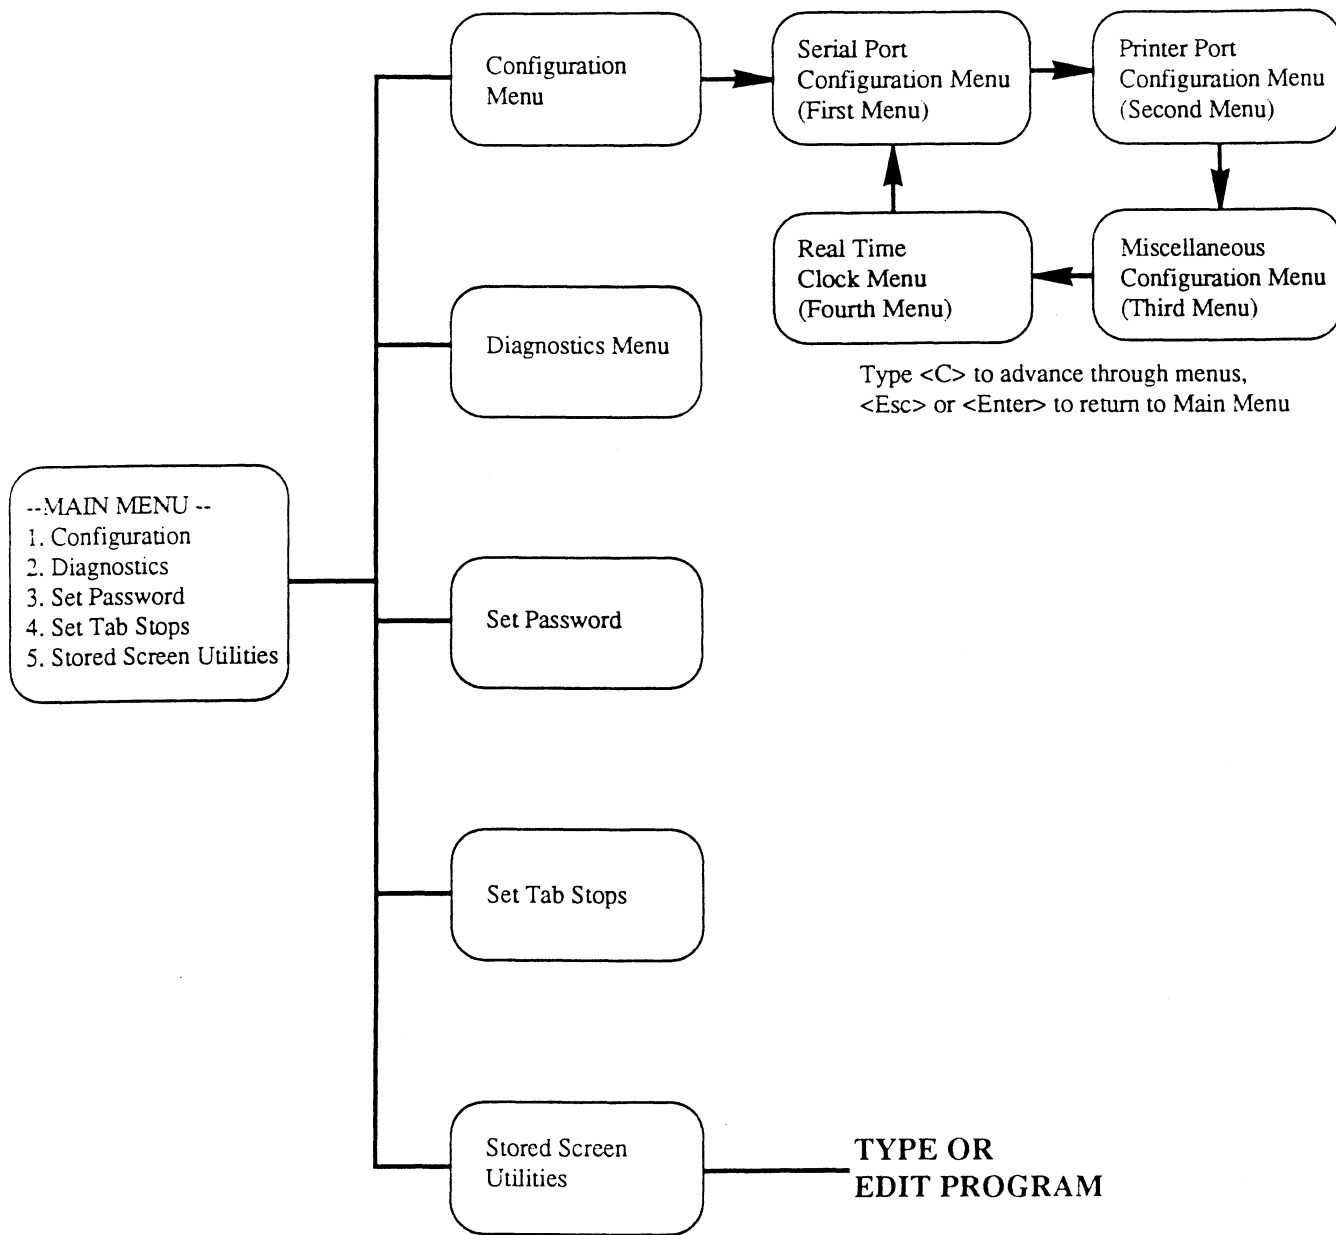 Configuration
Menu
Serial Port
Configuration Menu
(First Menu)
Printer Port
Configuration Menu
(Second Menu)
Real Time
Clock Menu
(Fourth Menu)
Miscellaneous
Configuration Menu
(Third Menu)
Type <C> to advance through menus,
<Esc> or <Enter> to return to Main Menu
Diagnostics Menu
--MAIN MENU --
1. Configuration
2. Diagnostics
3. Set Password
4. Set Tab Stops
5. Stored Screen Utilities
Set Password
Set Tab Stops
Stored Screen
Utilities
TYPE OR
EDIT PROGRAM